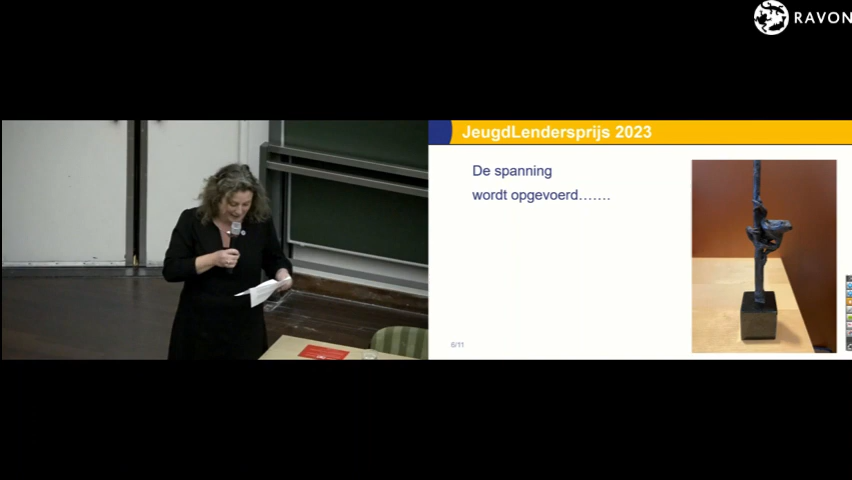 RAVON
JeugdLendersprijs 2023
De spanning
wordt opgevoerd…….
6/11